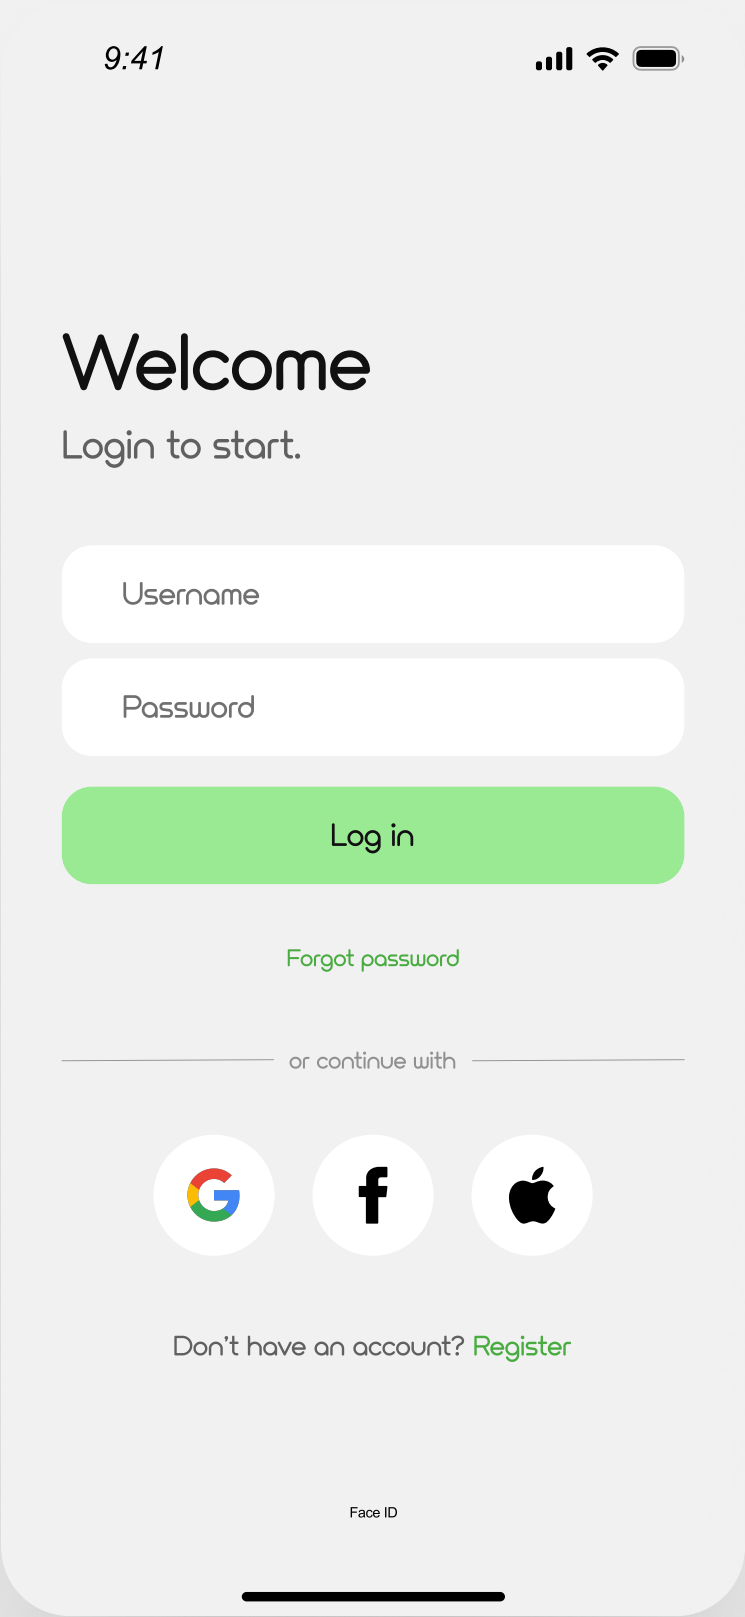 9:41
Welcome
Login to start.
Username
Password
Log in
Forgot password
or continue with
Don't have an account? Register
Face ID